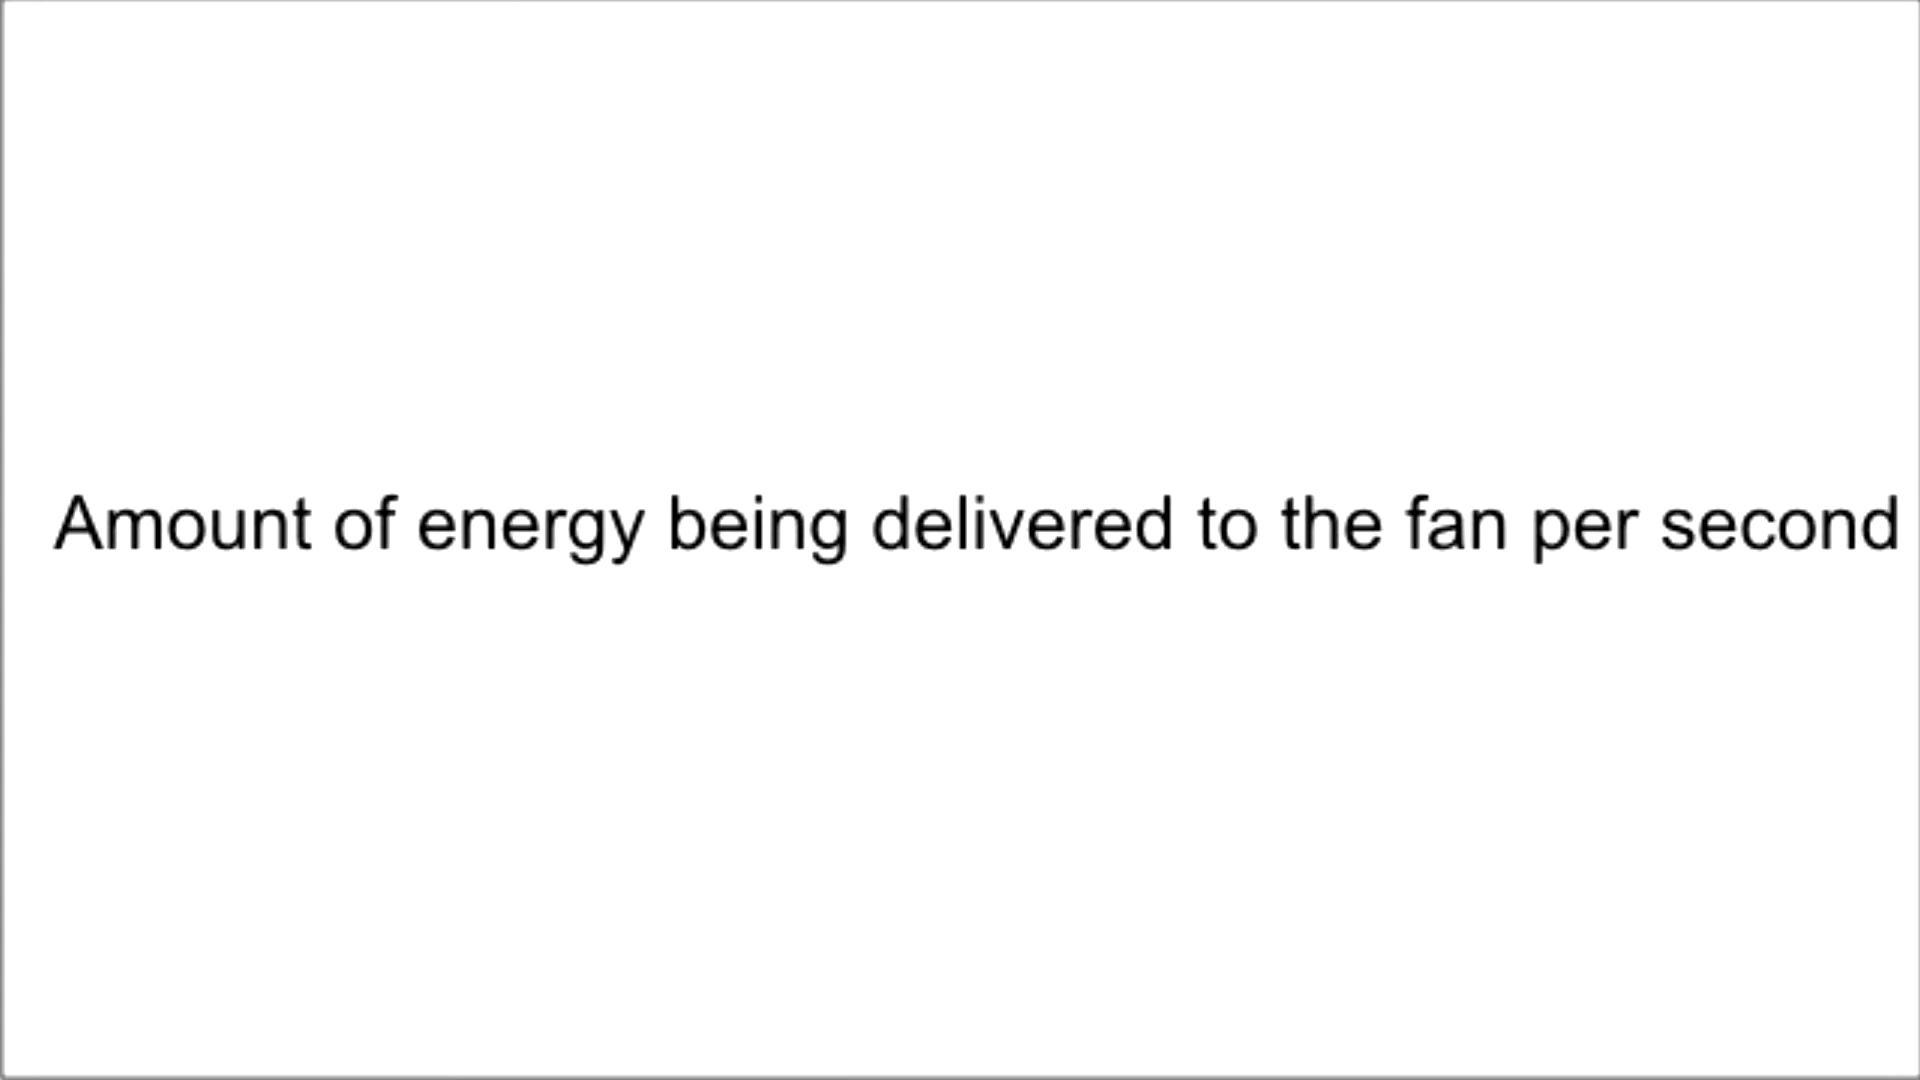 Amount of energy being delivered to the fan per second